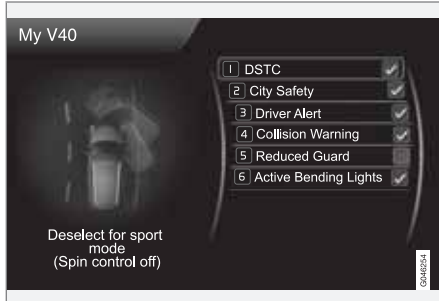 My V40
1 DSTC
2 City Safety
3 Driver Alert
4 Collision Warning
5 Reduced Guard
6 Active Bending Lights
Deselect for sport
mode
(Spin control off)
G046254